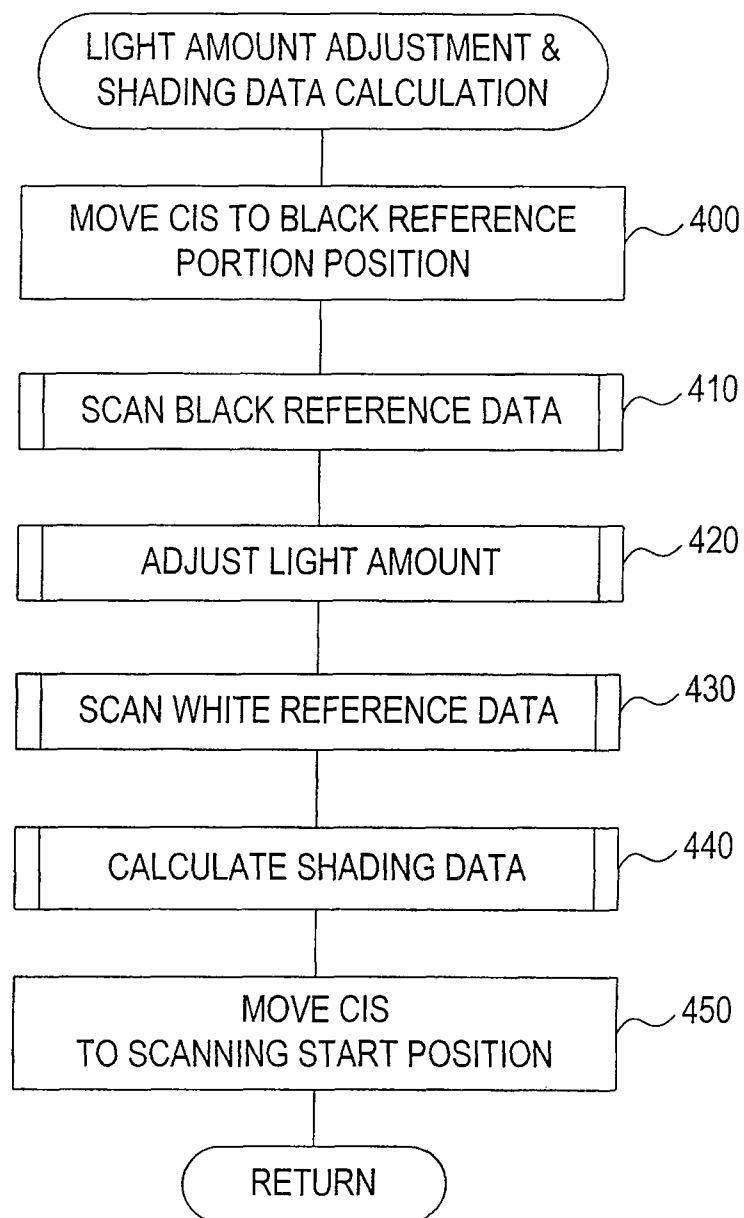 LIGHT AMOUNT ADJUSTMENT &
SHADING DATA CALCULATION
MOVE CIS TO BLACK REFERENCE
PORTION POSITION
400
SCAN BLACK REFERENCE DATA
410
ADJUST LIGHT AMOUNT
420
SCAN WHITE REFERENCE DATA
430
CALCULATE SHADING DATA
440
MOVE CIS
TO SCANNING START POSITION
450
RETURN